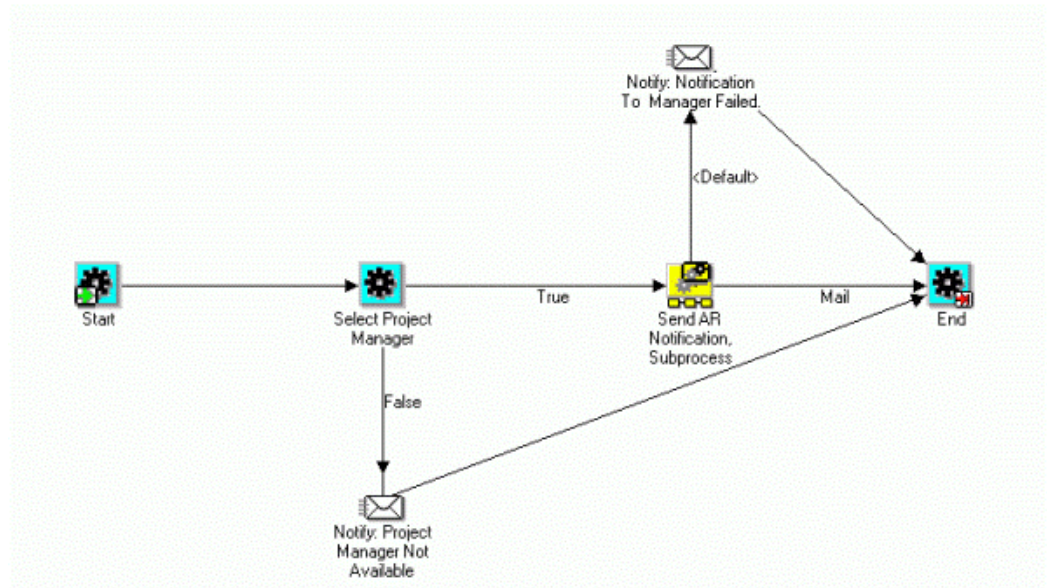 Notify: Notification
To Manager Failed.
<Default>
Start
Select Project
Manager
True
Send AR
Notification,
Subprocess
Mail
End
False
Notify: Project
Manager Not
Available